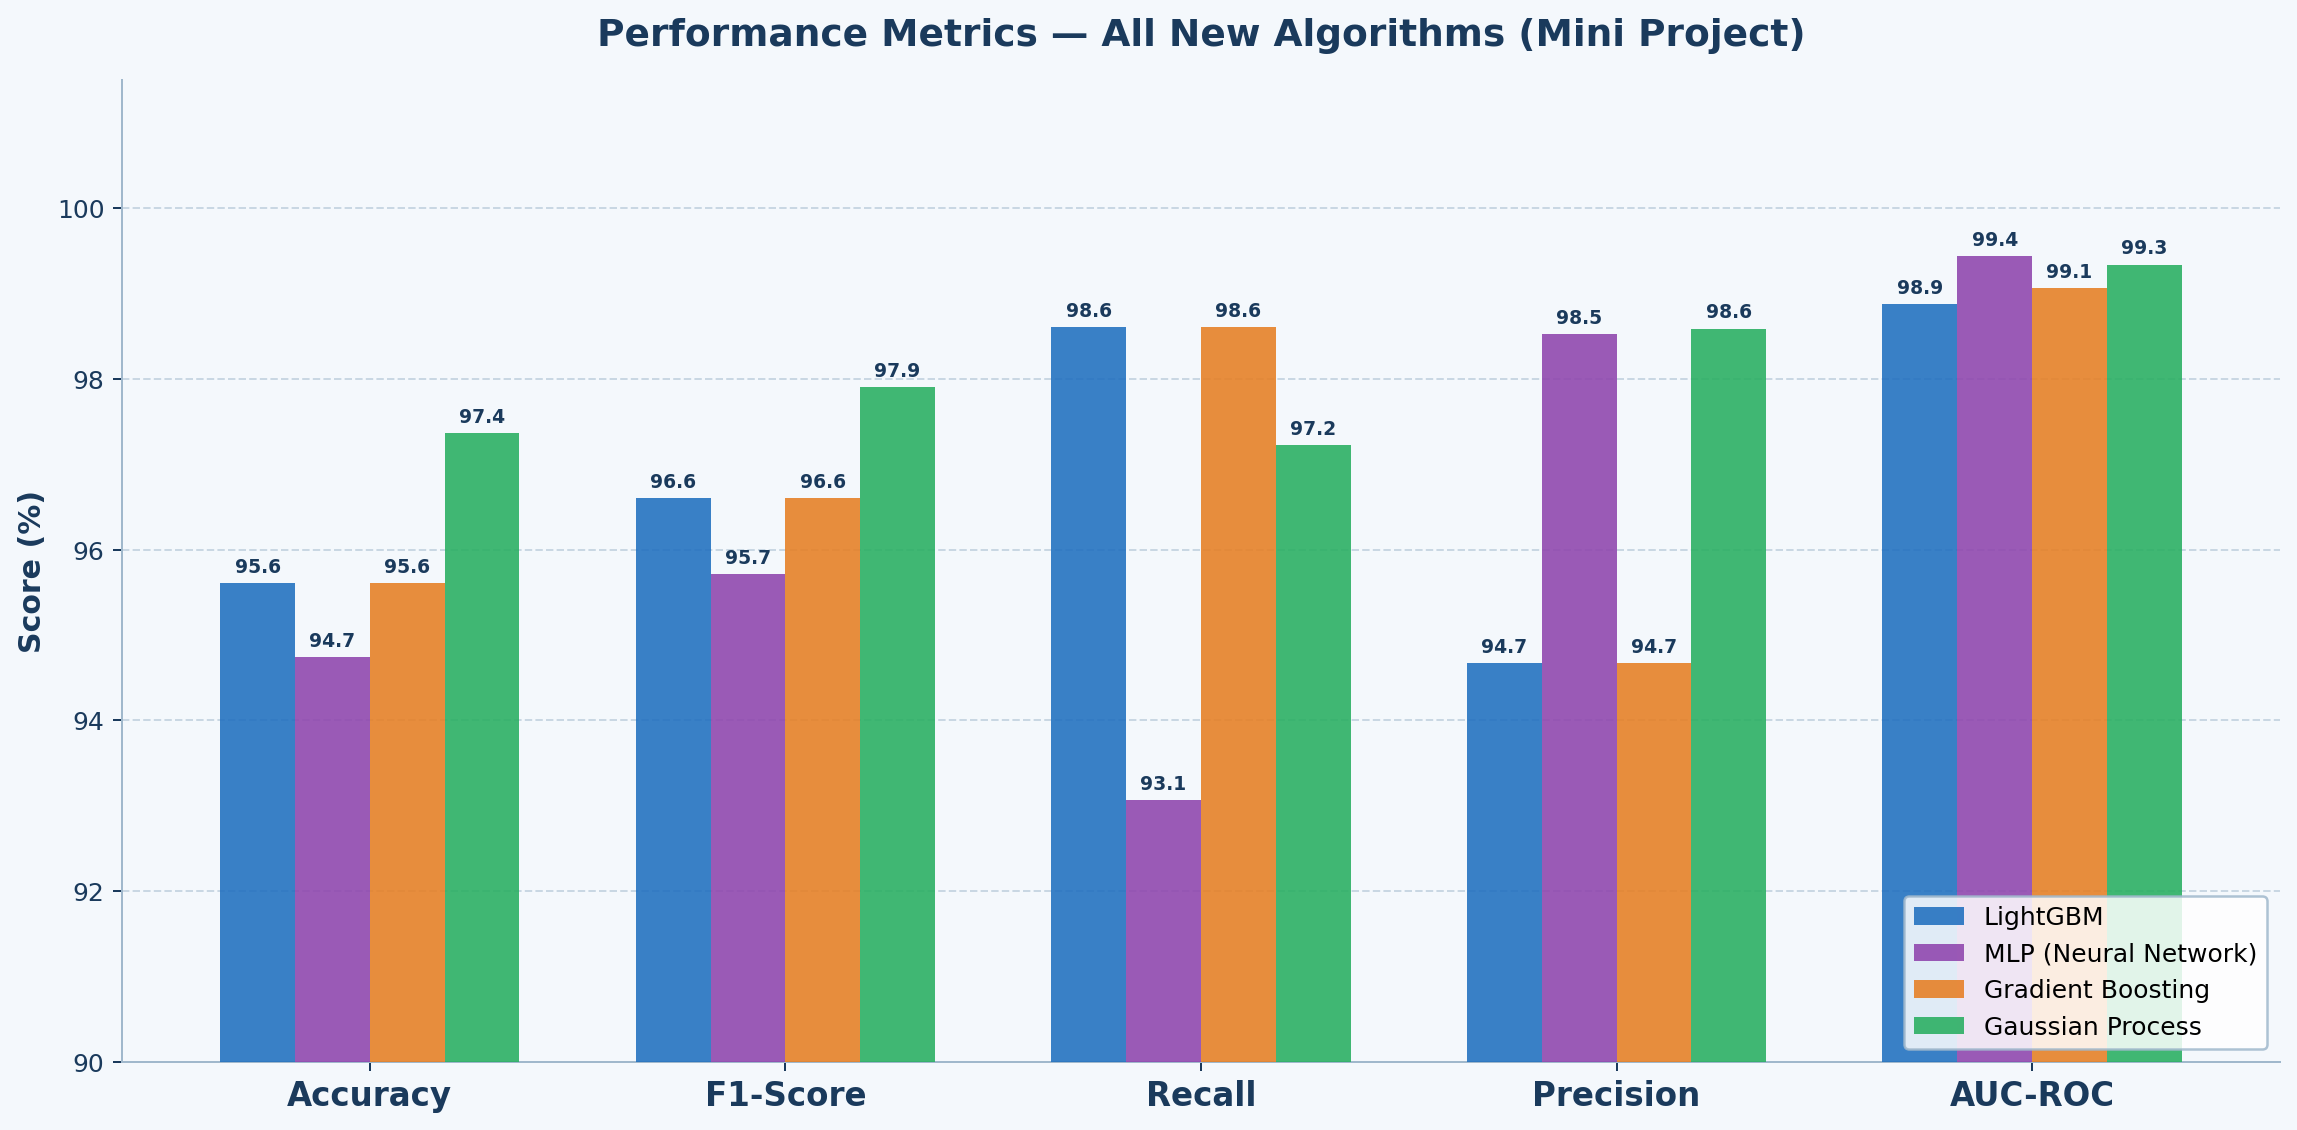 Performance Metrics — All New Algorithms (Mini Project)
Score (%)
100
98
96
94
92
90
95.6
94.7
95.6
97.4
96.6
95.7
96.6
97.9
98.6
93.1
98.6
97.2
94.7
98.5
94.7
98.6
98.9
99.4
99.1
99.3
Accuracy
F1-Score
Recall
Precision
AUC-ROC
LightGBM
MLP (Neural Network)
Gradient Boosting
Gaussian Process